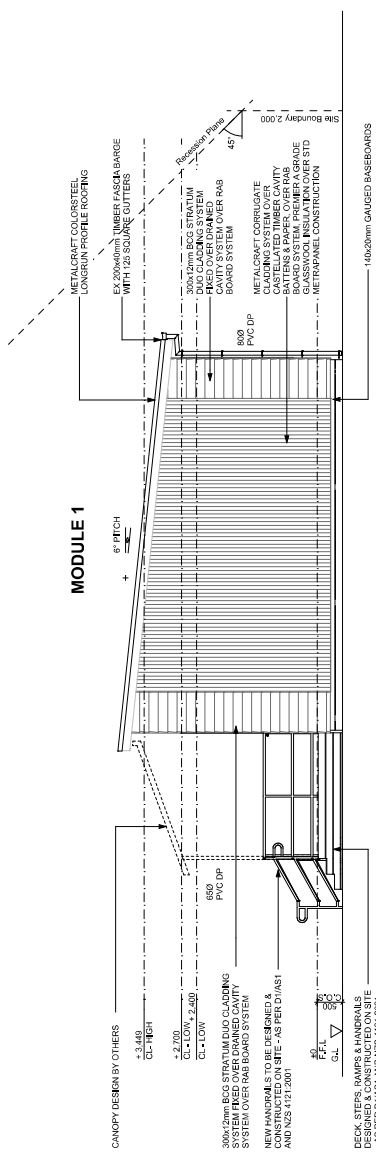 MODULE 1
6° PITCH
METALCRAFT COLORSTEEL
LONGRUN PROFILE ROOFING
EX 200x40mm TIMBER FASCIA BARGE
WITH 125 SQUARE GUTTERS
300x12mm BCG STRATUM
DUO CLADDING SYSTEM
FIXED OVER DRAINED
CAVITY SYSTEM OVER RAB
BOARD SYSTEM
80Ø
PVC DP
METALCRAFT CORRUGATE
CLADDING SYSTEM OVER
CASTELLATED TIMBER CAVITY
BATTENS & PAPER, OVER RAB
BOARD SYSTEM, PREMIER A GRADE
GLASSWOOL INSULATION OVER STD
METRAPANEL CONSTRUCTION
140x20mm GAUGED BASEBOARDS
Recession Plane
45°
Site Boundary 2,000
CANOPY DESIGN BY OTHERS
+ 3,449
CL- HIGH
+ 2,700
CL - LOW
+ 2,400
CL - LOW
65Ø
PVC DP
300x12mm BCG STRATUM DUO CLADDING
SYSTEM FIXED OVER DRAINED CAVITY
SYSTEM OVER RAB BOARD SYSTEM
NEW HANDRAILS TO BE DESIGNED &
CONSTRUCTED ON SITE - AS PER D1/AS1
AND NZS 4121:2001
±0
F.F.L
G.L
500
DECK, STEPS, RAMPS & HANDRAILS
DESIGNED & CONSTRUCTED ON SITE